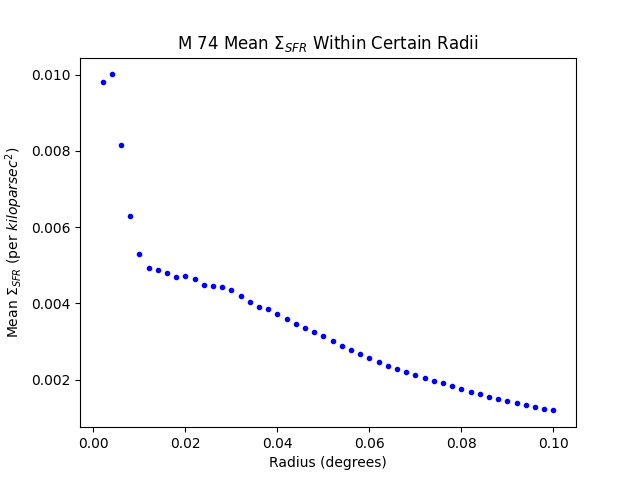 M 74 Mean Σ_SFR Within Certain Radii
Mean Σ_SFR (per kiloparsec²)
0.010
0.008
0.006
0.004
0.002
0.00 0.02 0.04 0.06 0.08 0.10
Radius (degrees)